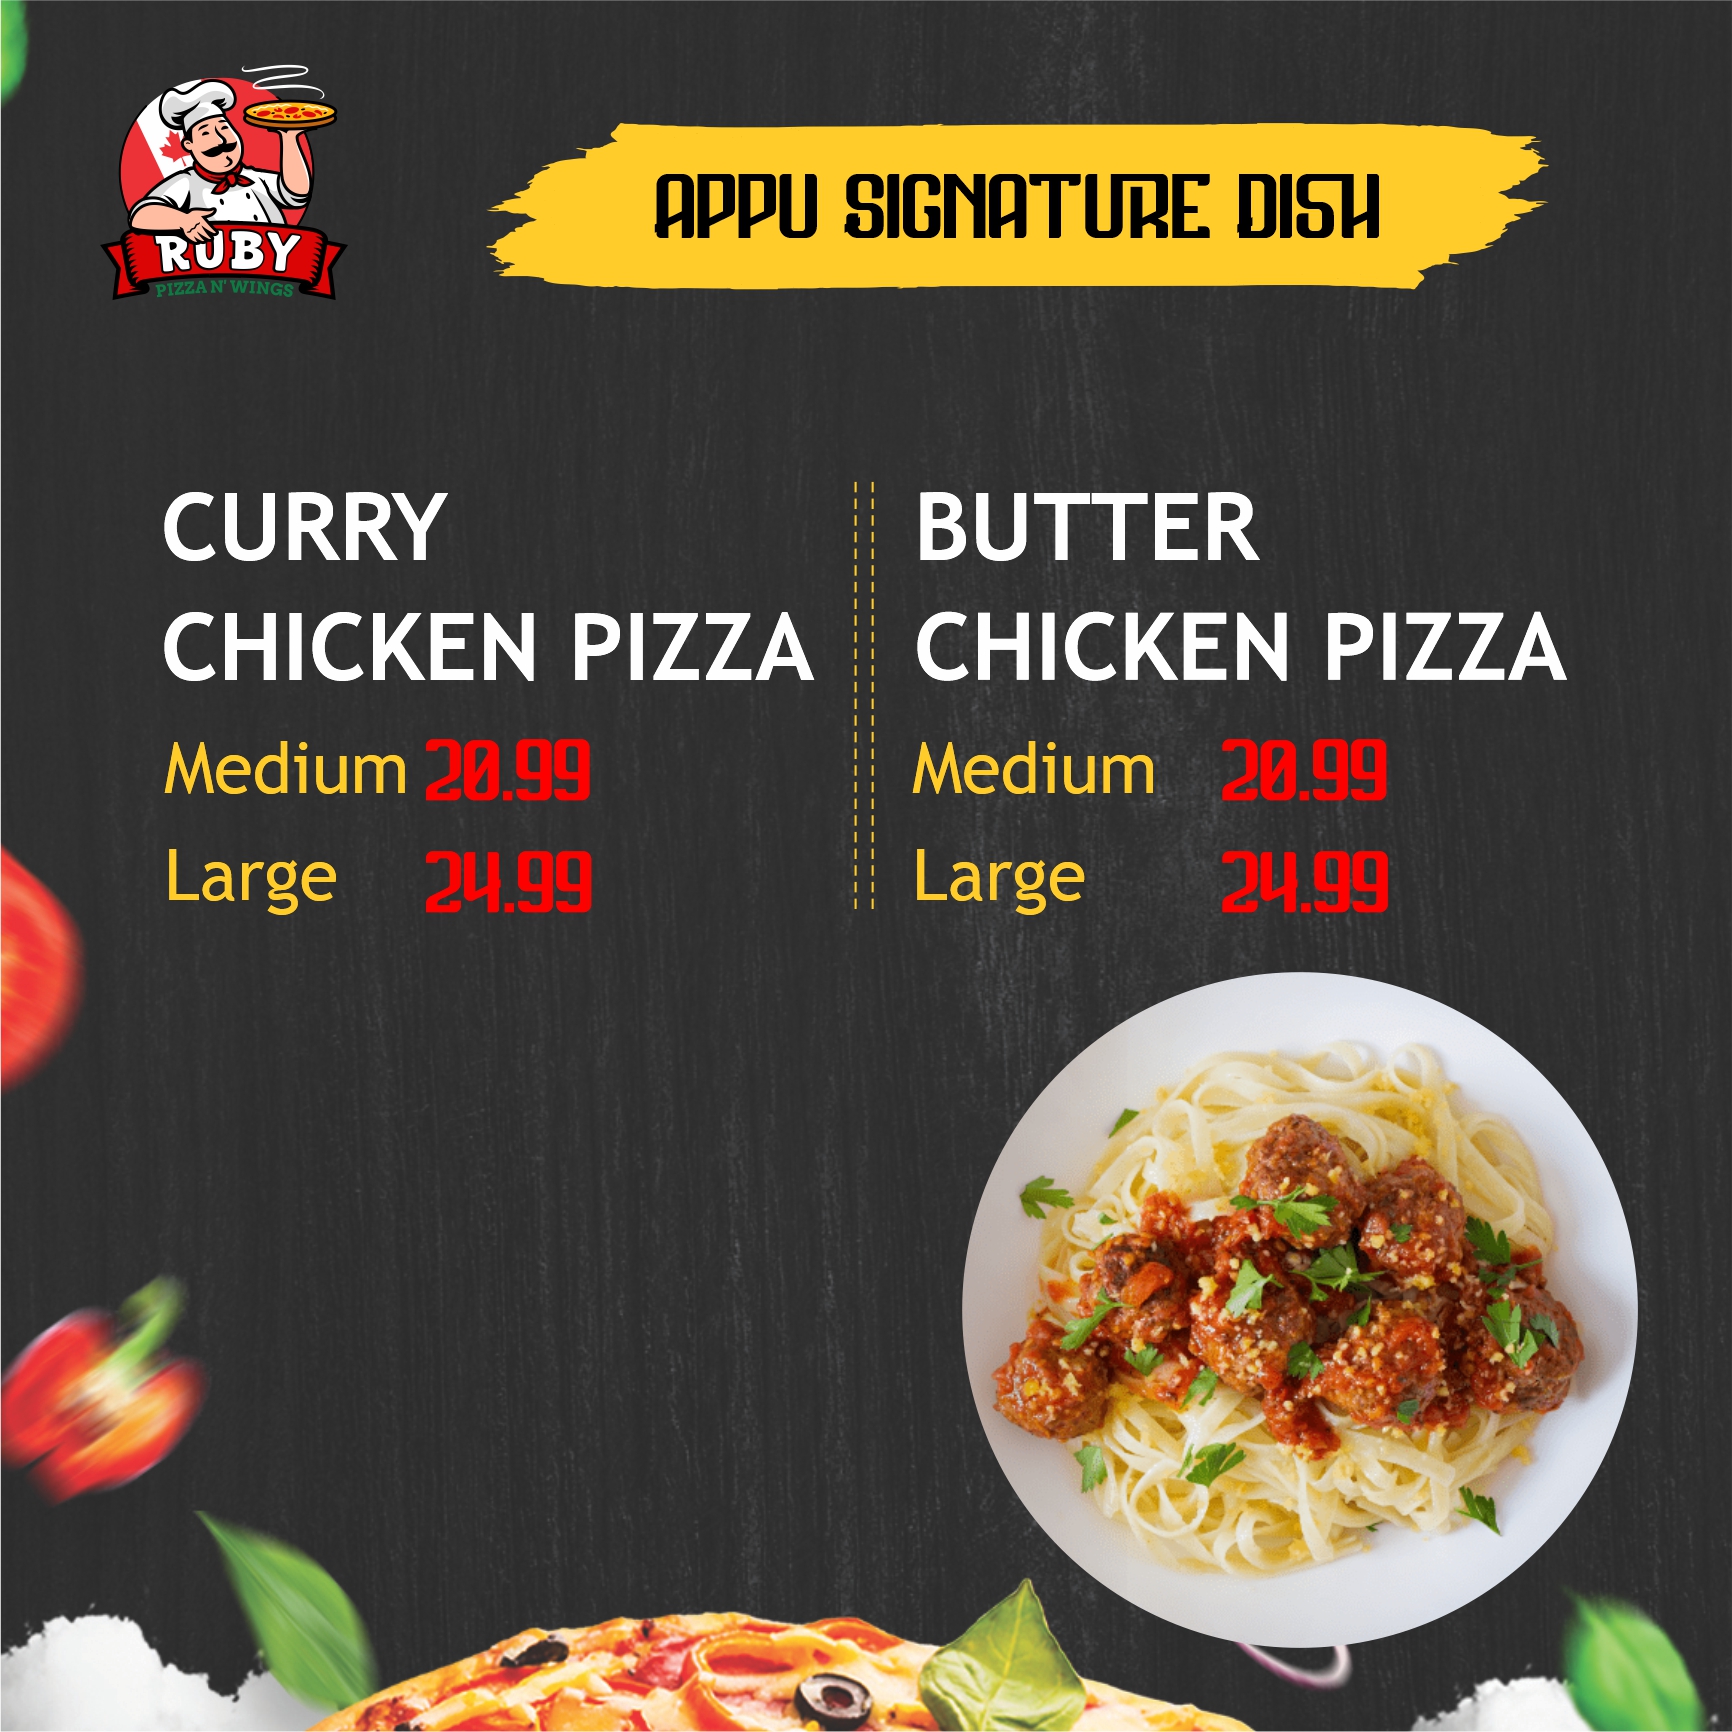 RUBY
PIZZA N' WINGS
APPU SIGNATURE DISH
CURRY
CHICKEN PIZZA
Medium 20.99
Large 24.99
BUTTER
CHICKEN PIZZA
Medium 20.99
Large 24.99